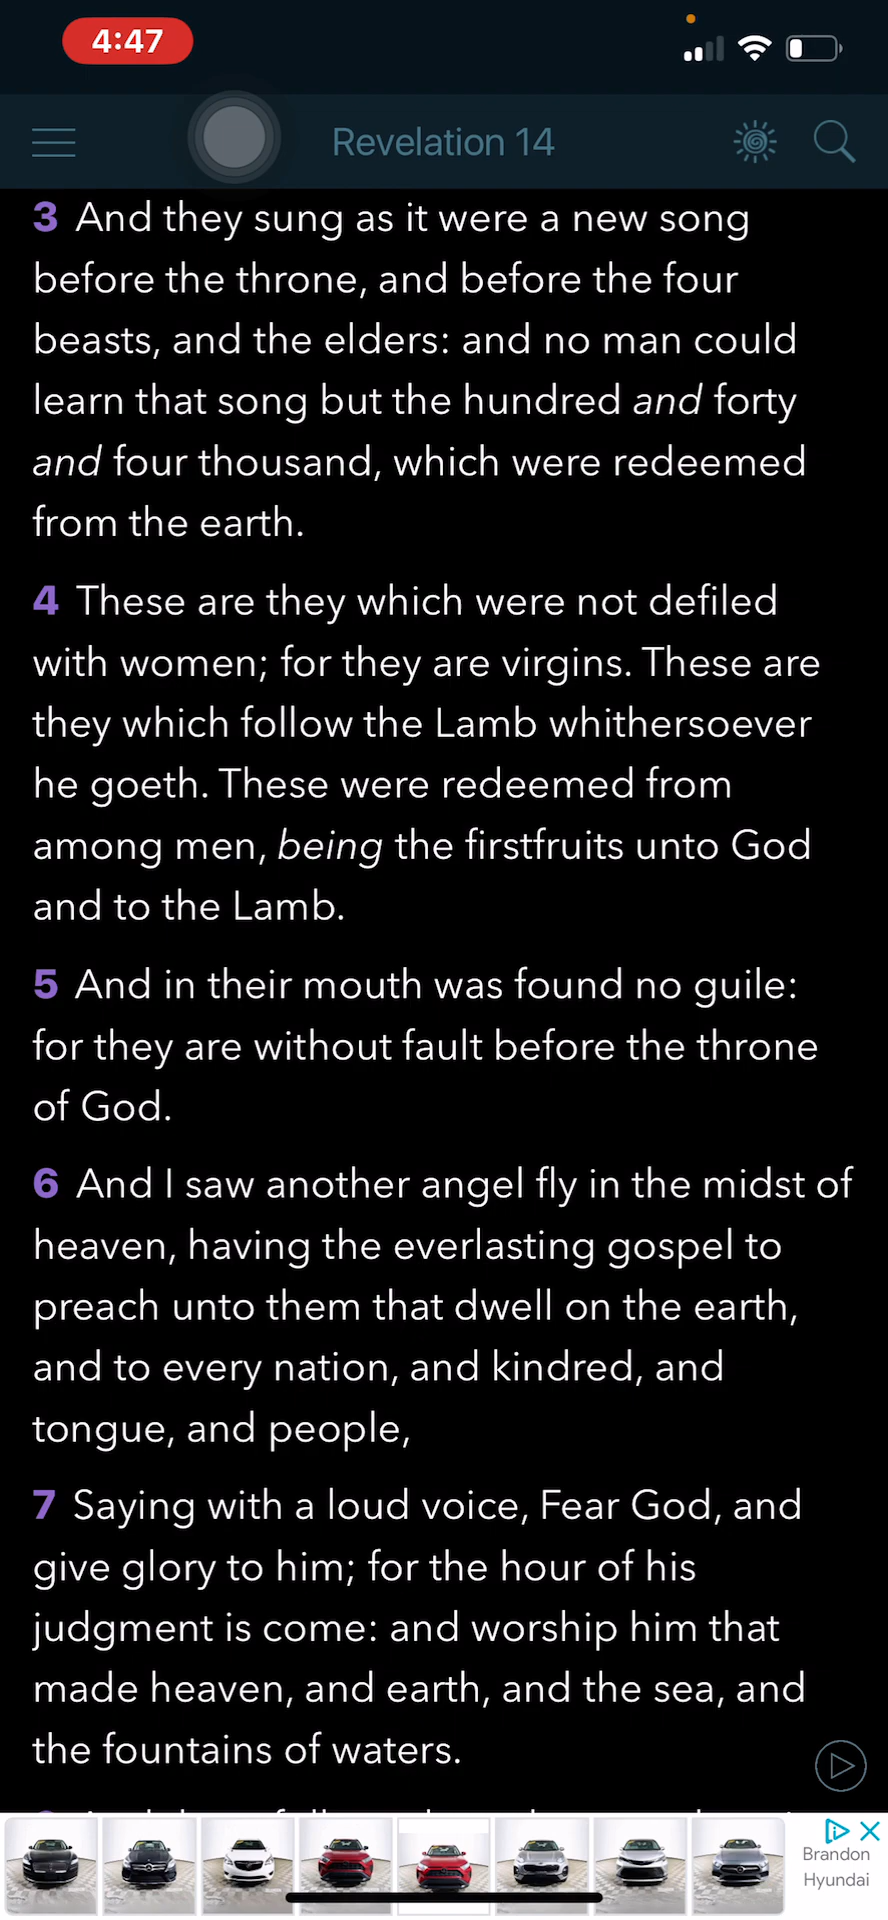 4:47
Revelation 14
3 And they sung as it were a new song
before the throne, and before the four
beasts, and the elders: and no man could
learn that song but the hundred and forty
and four thousand, which were redeemed
from the earth.
4 These are they which were not defiled
with women; for they are virgins. These are
they which follow the Lamb whithersoever
he goeth. These were redeemed from
among men, being the firstfruits unto God
and to the Lamb.
5 And in their mouth was found no guile:
for they are without fault before the throne
of God.
6 And I saw another angel fly in the midst of
heaven, having the everlasting gospel to
preach unto them that dwell on the earth,
and to every nation, and kindred, and
tongue, and people,
7 Saying with a loud voice, Fear God, and
give glory to him; for the hour of his
judgment is come: and worship him that
made heaven, and earth, and the sea, and
the fountains of waters.
Brandon
Hyundai